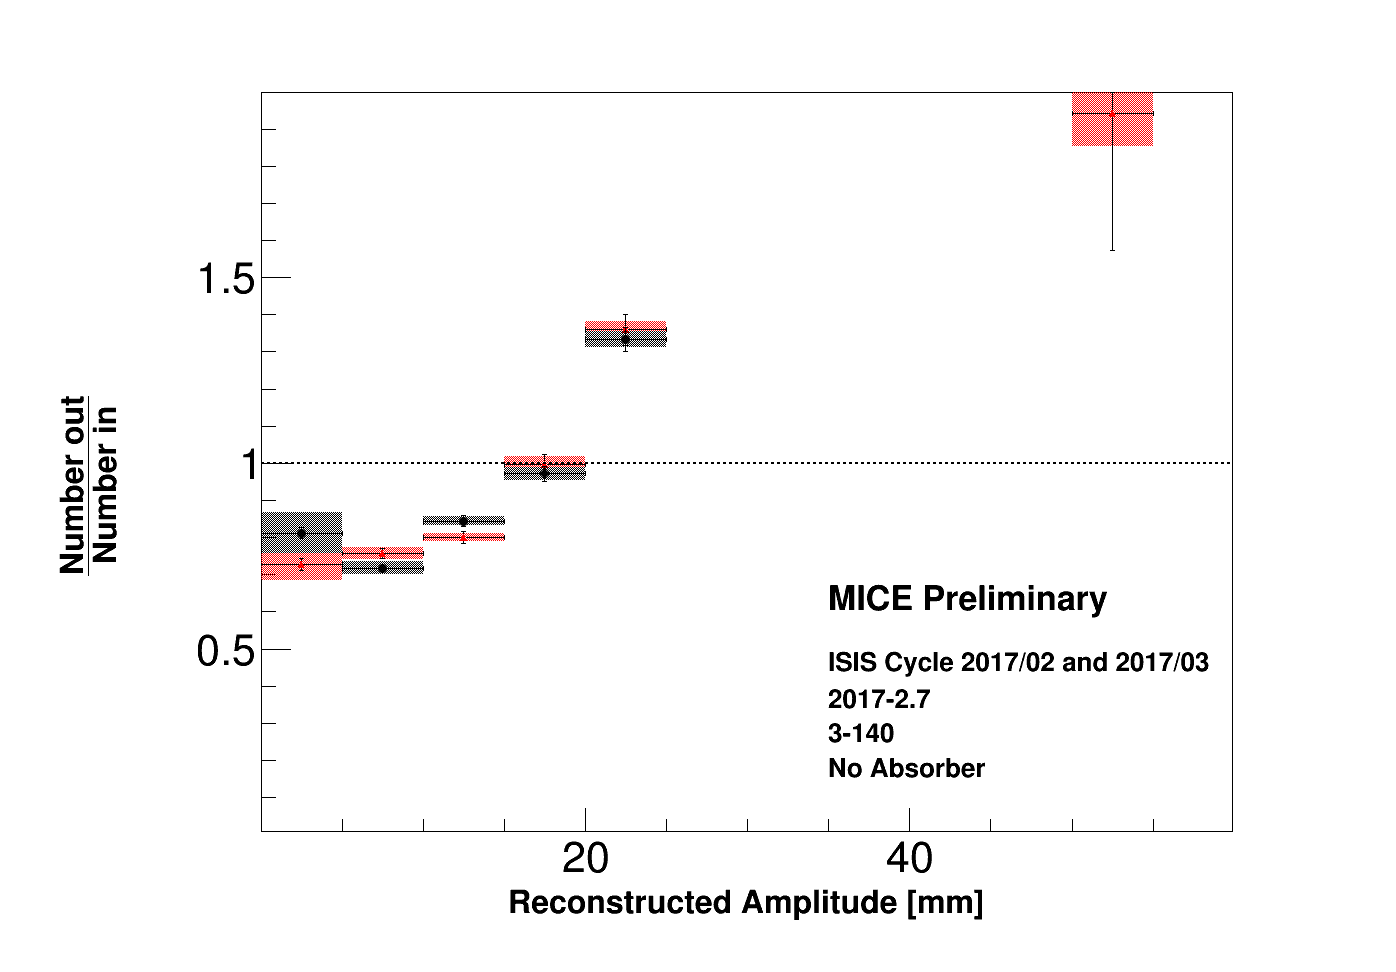 1.5
1
0.5
Number out
Number in
MICE Preliminary
ISIS Cycle 2017/02 and 2017/03
2017-2.7
3-140
No Absorber
20
40
Reconstructed Amplitude [mm]